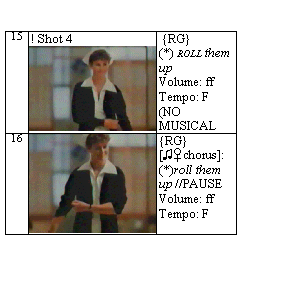 15
! Shot 4
{RG}
(*) ROLL them
up
Volume: ff
Tempo: F
(NO
MUSICAL
16
{RG}
[♫♀chorus]:
(*)roll them
up //PAUSE
Volume: ff
Tempo: F